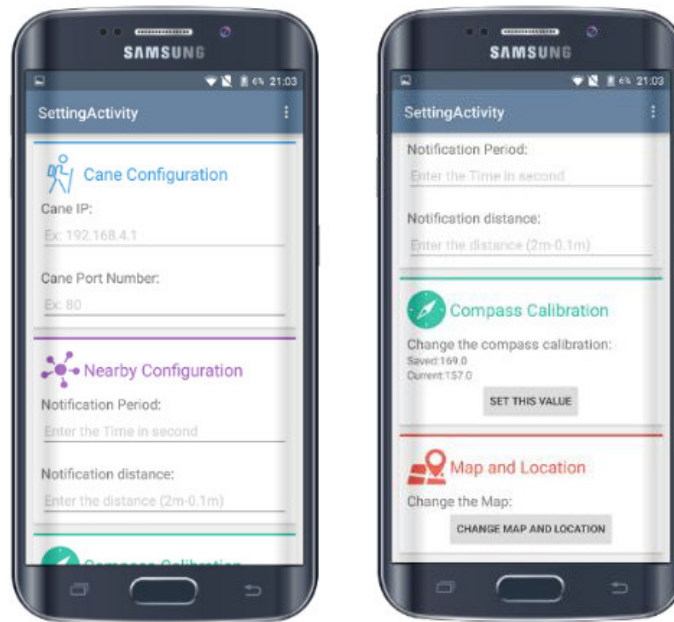 SAMSUNG
6% 21:03
SettingActivity
Cane Configuration
Cane IP:
Ex: 192.168.4.1
Cane Port Number:
Ex: 80
Nearby Configuration
Notification Period:
Enter the Time in second
Notification distance:
Enter the distance (2m-0.1m)
Compass Calibration
SAMSUNG
6% 21:03
SettingActivity
Notification Period:
Enter the Time in second
Notification distance:
Enter the distance (2m-0.1m)
Compass Calibration
Change the compass calibration:
Saved:169.0
Current:157.0
SET THIS VALUE
Map and Location
Change the Map:
CHANGE MAP AND LOCATION